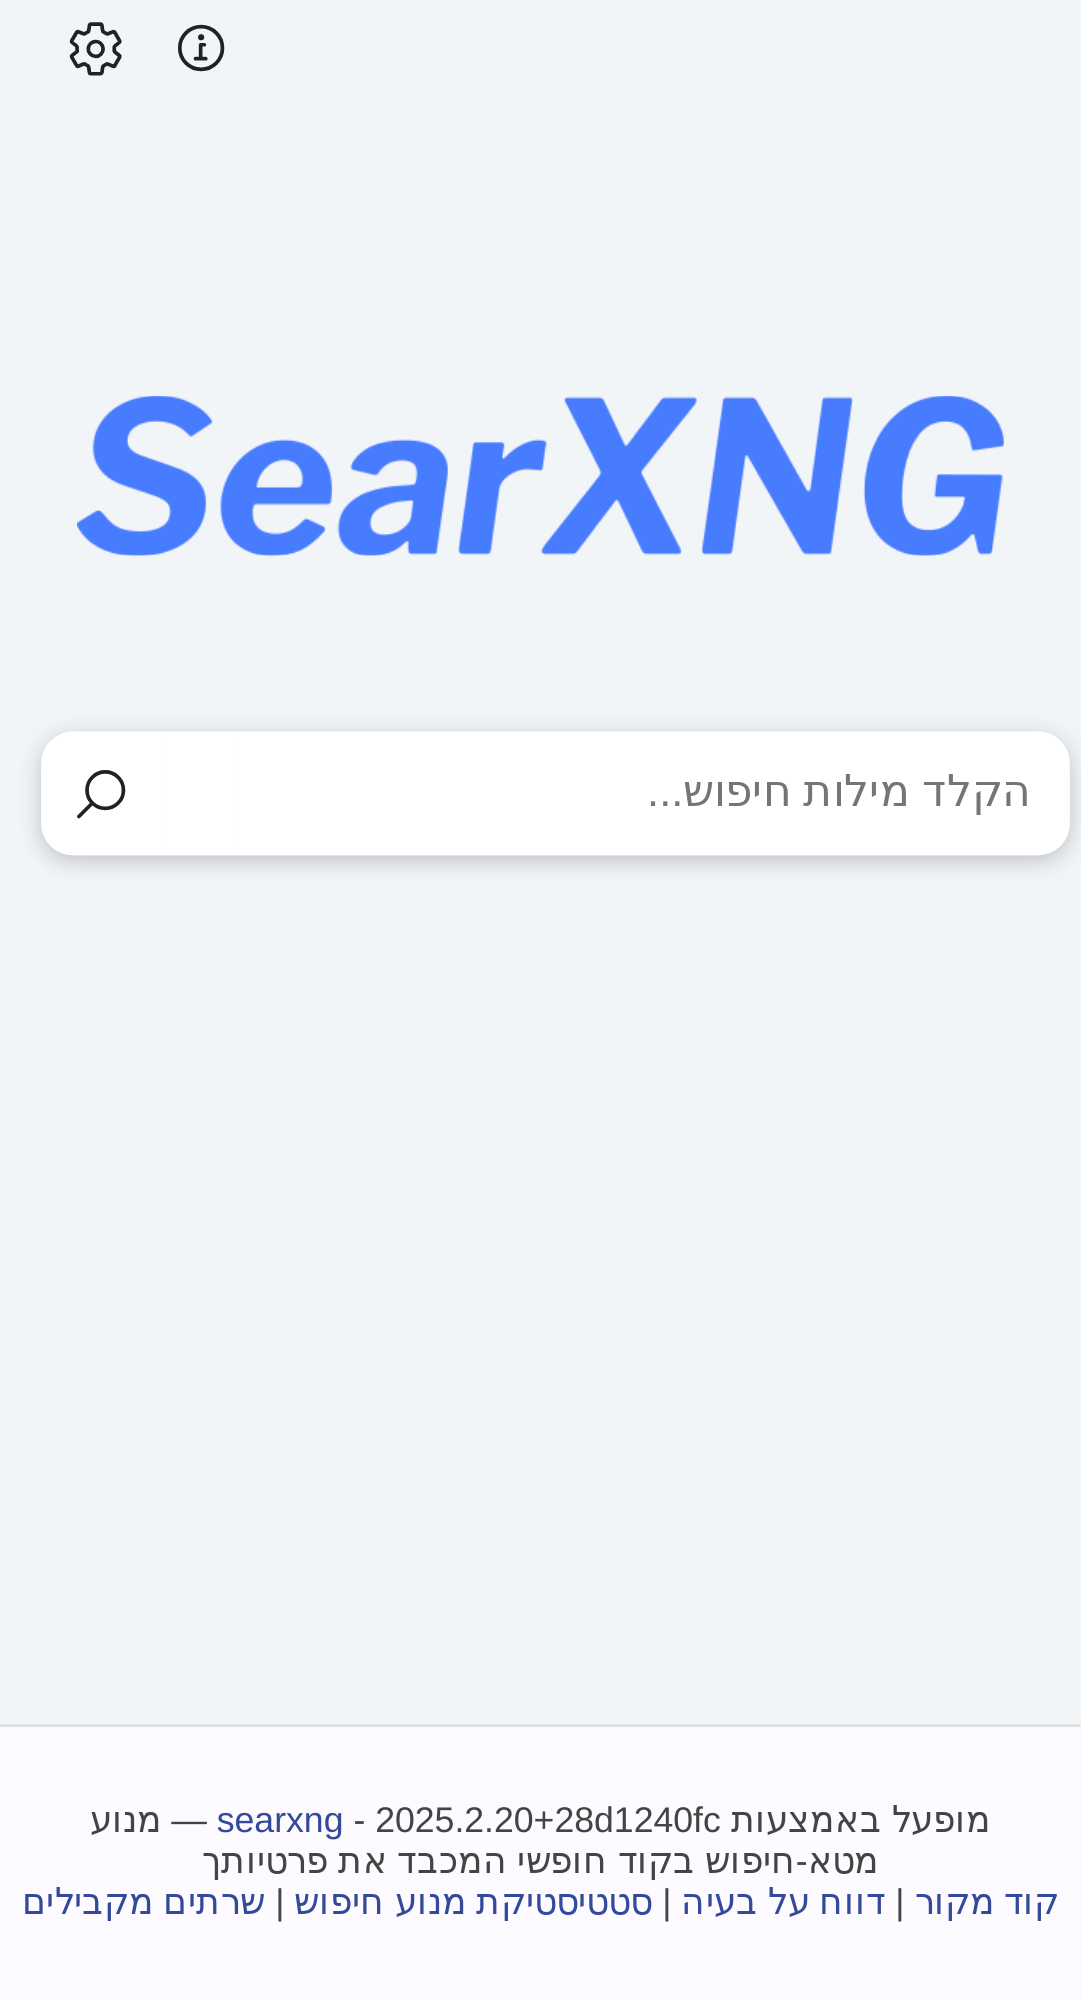 SearXNG
הקלד מילות חיפוש...
מופעל באמצעות searxng - 2025.2.20+28d1240fc — מנוע
מטא-חיפוש בקוד חופשי המכבד את פרטיותך
קוד מקור | דווח על בעיה | סטטיסטיקת מנוע חיפוש | שרתים מקבילים